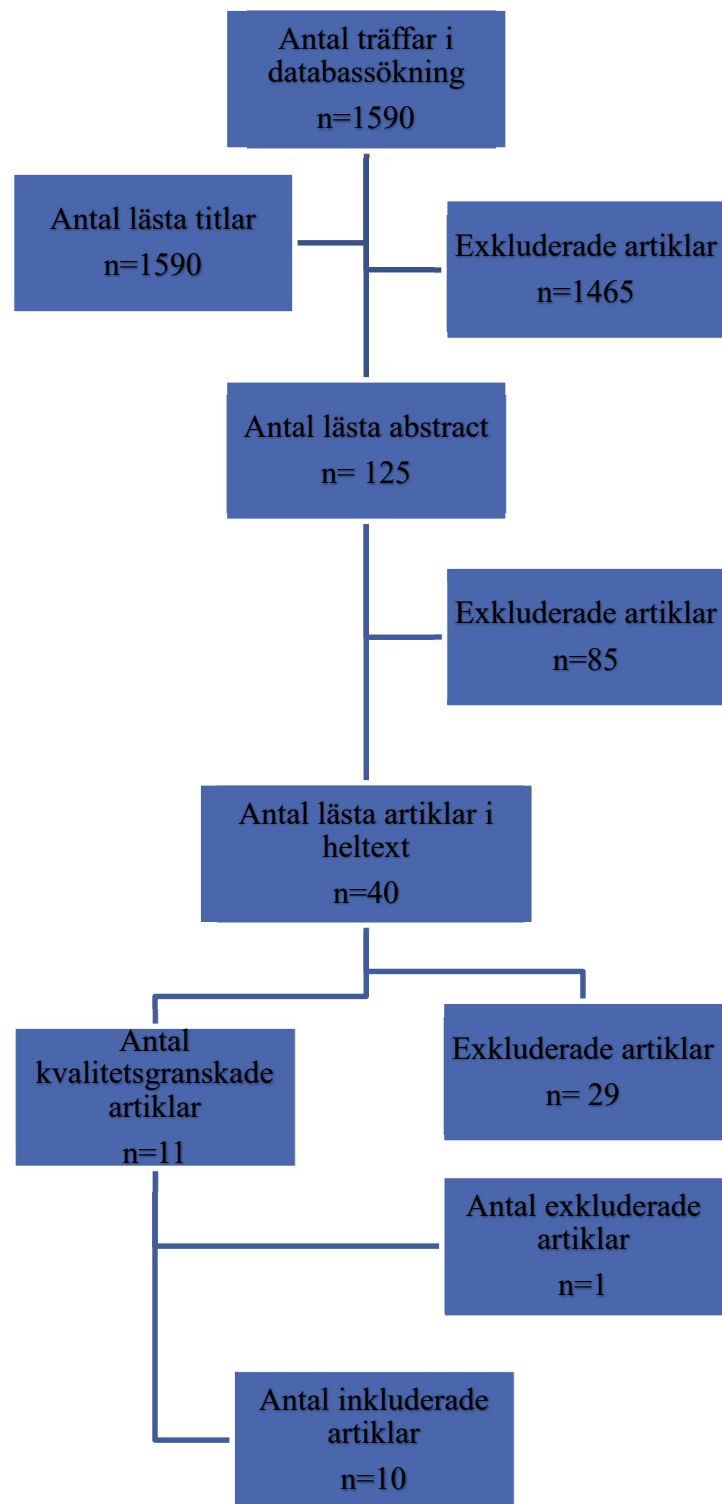 Antal träffar i
databassökning
n=1590
Antal lästa titlar
n=1590
Exkluderade artiklar
n=1465
Antal lästa abstract
n= 125
Exkluderade artiklar
n=85
Antal lästa artiklar i
heltext
n=40
Antal
kvalitetsgranskade
artiklar
n=11
Exkluderade artiklar
n= 29
Antal exkluderade
artiklar
n=1
Antal inkluderade
artiklar
n=10